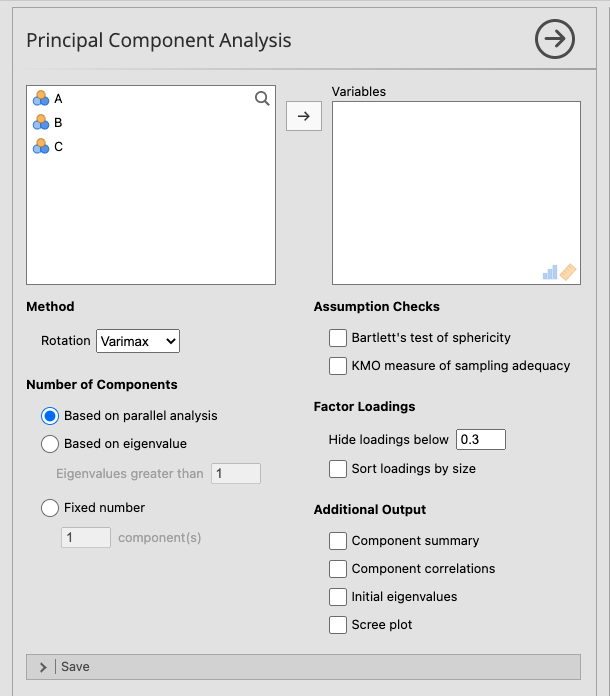 Principal Component Analysis
A
B
C
Variables
Method
Rotation Varimax
Number of Components
Based on parallel analysis
Based on eigenvalue
Eigenvalues greater than 1
Fixed number
1 component(s)
Assumption Checks
Bartlett's test of sphericity
KMO measure of sampling adequacy
Factor Loadings
Hide loadings below 0.3
Sort loadings by size
Additional Output
Component summary
Component correlations
Initial eigenvalues
Scree plot
Save